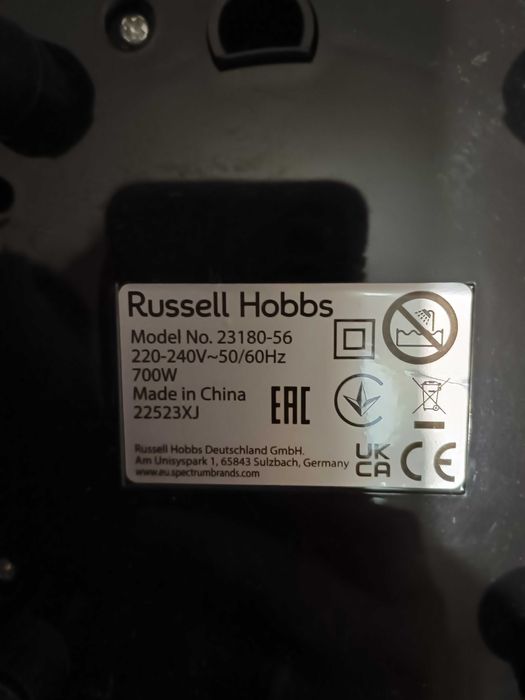 Russell Hobbs
Model No. 23180-56
220-240V~50/60Hz
700W
Made in China
22523XJ
EAC
Russell Hobbs Deutschland GmbH.
Am Unisyspark 1, 65843 Sulzbach, Germany
www.eu.spectrumbrands.com
UK
CA
CE